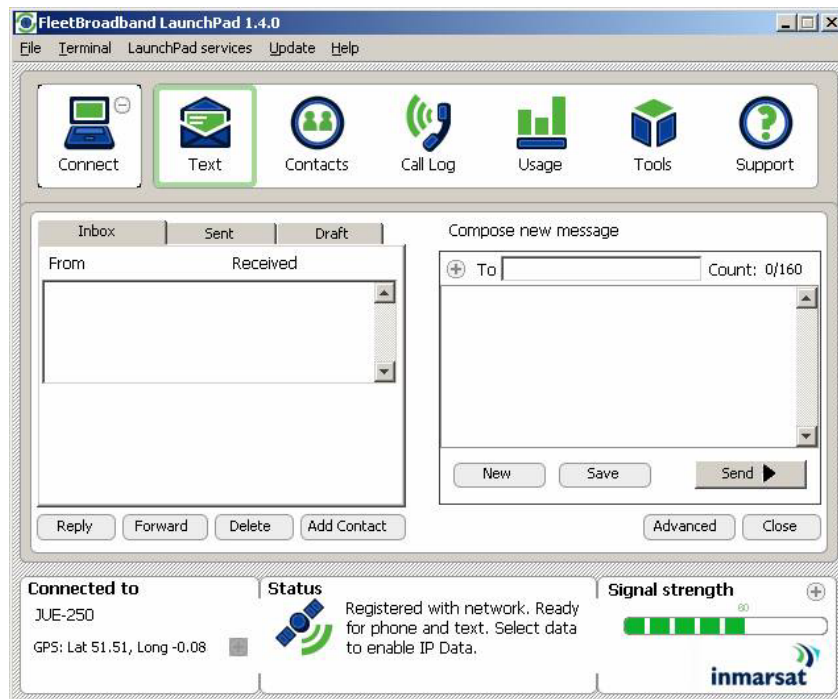 FleetBroadband LaunchPad 1.4.0
File Terminal LaunchPad services Update Help
Connect Text Contacts Call Log Usage Tools Support
Inbox Sent Draft
From Received
Compose new message
To Count: 0/160
New Save Send
Reply Forward Delete Add Contact
Advanced Close
Connected to
JUE-250
GPS: Lat 51.51, Long -0.08
Status
Registered with network. Ready
for phone and text. Select data
to enable IP Data.
Signal strength
60
inmarsat